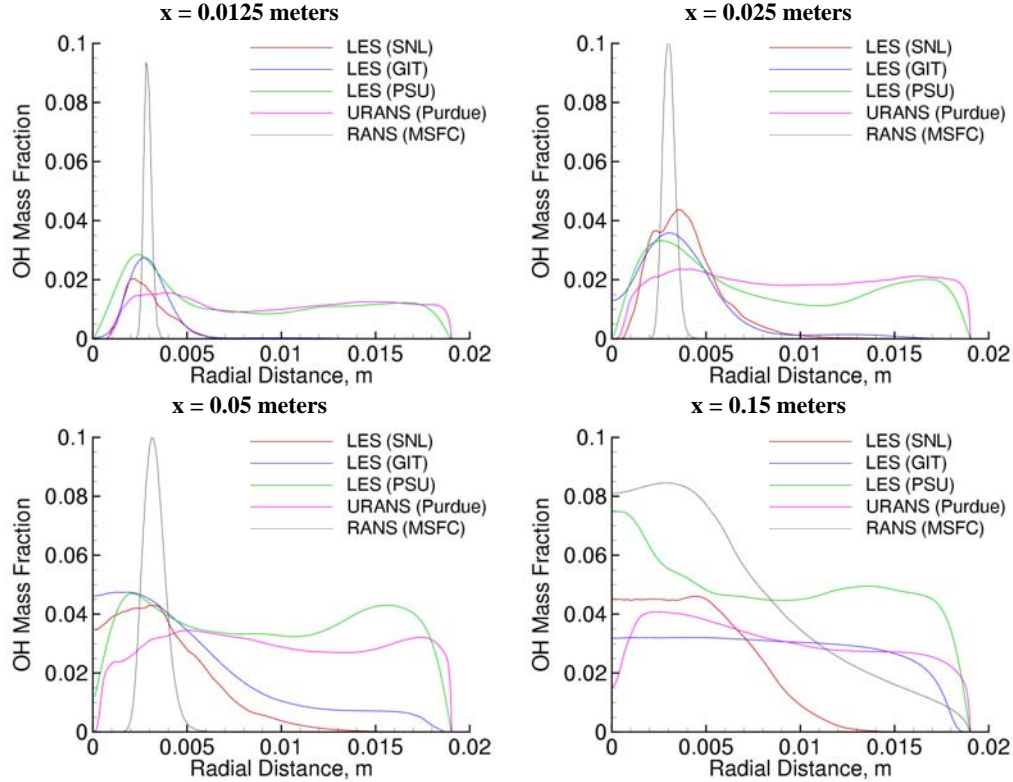 x = 0.0125 meters
0.1
0.08
0.06
0.04
0.02
0
OH Mass Fraction
LES (SNL)
LES (GIT)
LES (PSU)
URANS (Purdue)
RANS (MSFC)
0 0.005 0.01 0.015 0.02
Radial Distance, m
x = 0.025 meters
0.1
0.08
0.06
0.04
0.02
0
OH Mass Fraction
LES (SNL)
LES (GIT)
LES (PSU)
URANS (Purdue)
RANS (MSFC)
0 0.005 0.01 0.015 0.02
Radial Distance, m
x = 0.05 meters
0.1
0.08
0.06
0.04
0.02
0
OH Mass Fraction
LES (SNL)
LES (GIT)
LES (PSU)
URANS (Purdue)
RANS (MSFC)
0 0.005 0.01 0.015 0.02
Radial Distance, m
x = 0.15 meters
0.1
0.08
0.06
0.04
0.02
0
OH Mass Fraction
LES (SNL)
LES (GIT)
LES (PSU)
URANS (Purdue)
RANS (MSFC)
0 0.005 0.01 0.015 0.02
Radial Distance, m